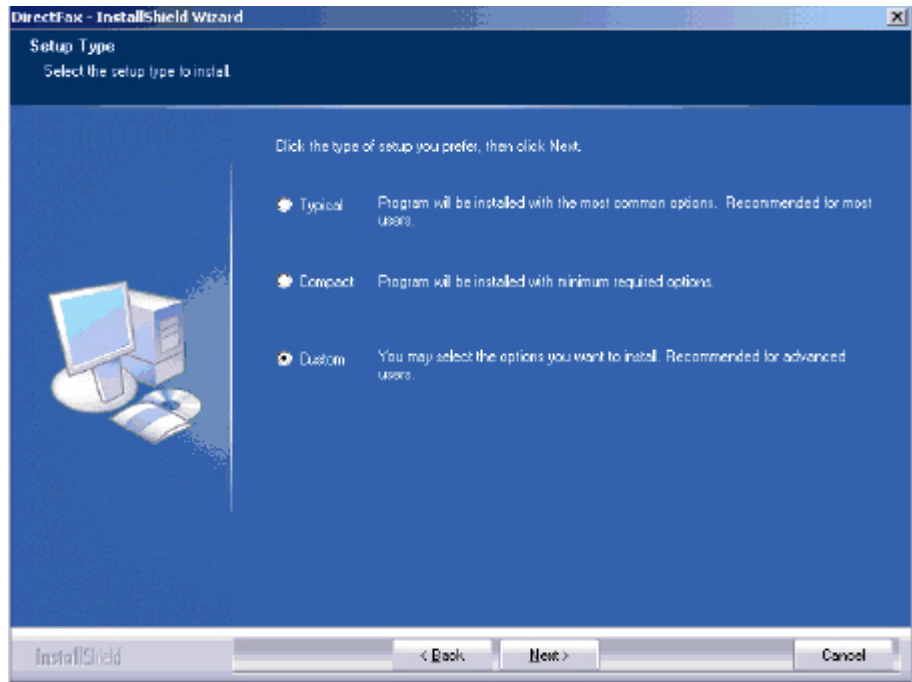 DirectFax - InstallShield Wizard
Setup Type
Select the setup type to install.
Click the type of setup you prefer, then click Next.
Typical Program will be installed with the most common options. Recommended for most
users.
Compact Program will be installed with minimum required options.
Custom You may select the options you want to install. Recommended for advanced
users.
InstallShield
< Back Next > Cancel